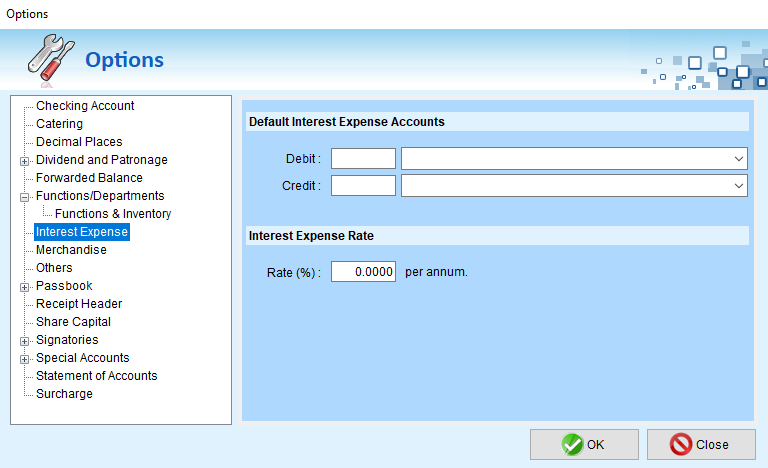 Options
Options
Checking Account
Catering
Decimal Places
Dividend and Patronage
Forwarded Balance
Functions/Departments
Functions & Inventory
Interest Expense
Merchandise
Others
Passbook
Receipt Header
Share Capital
Signatories
Special Accounts
Statement of Accounts
Surcharge
Default Interest Expense Accounts
Debit :
Credit :
Interest Expense Rate
Rate (%) : 0.0000 per annum.
OK Close